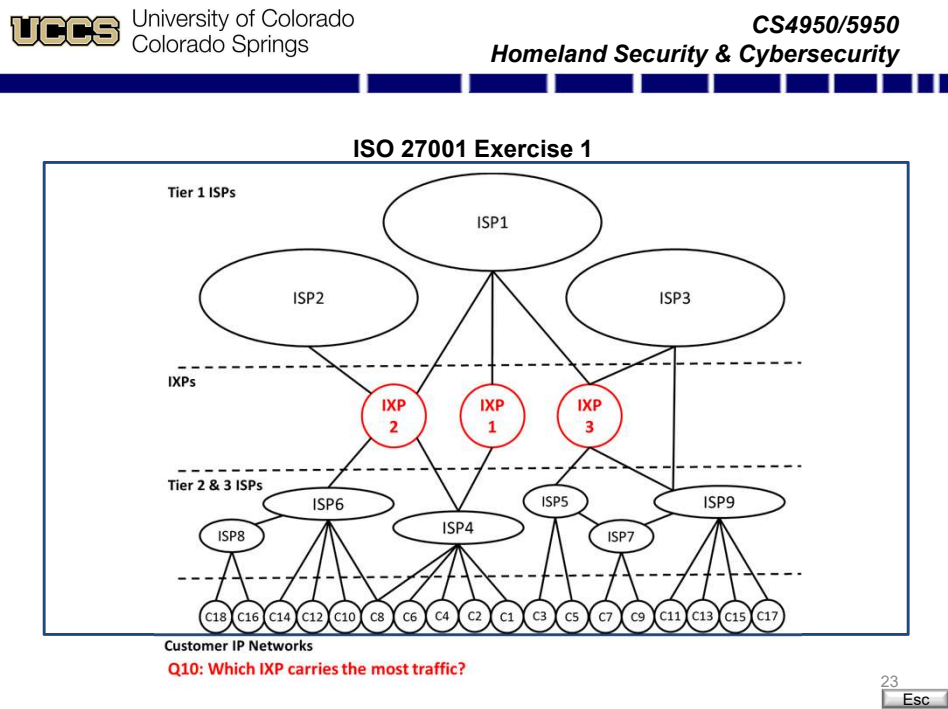 UCCS
University of Colorado
Colorado Springs
CS4950/5950
Homeland Security & Cybersecurity
ISO 27001 Exercise 1
Tier 1 ISPs
ISP1
ISP2
ISP3
IXPs
IXP
2
IXP
1
IXP
3
Tier 2 & 3 ISPs
ISP6
ISP5
ISP9
ISP8
ISP4
ISP7
C18 C16 C14 C12 C10 C8 C6 C4 C2 C1 C3 C5 C7 C9 C11 C13 C15 C17
Customer IP Networks
Q10: Which IXP carries the most traffic?
23
Esc